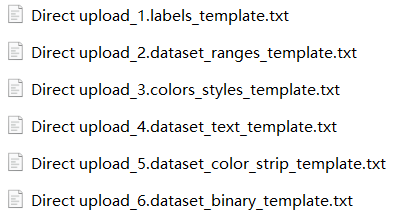 Direct upload_1.labels_template.txt
Direct upload_2.dataset_ranges_template.txt
Direct upload_3.colors_styles_template.txt
Direct upload_4.dataset_text_template.txt
Direct upload_5.dataset_color_strip_template.txt
Direct upload_6.dataset_binary_template.txt